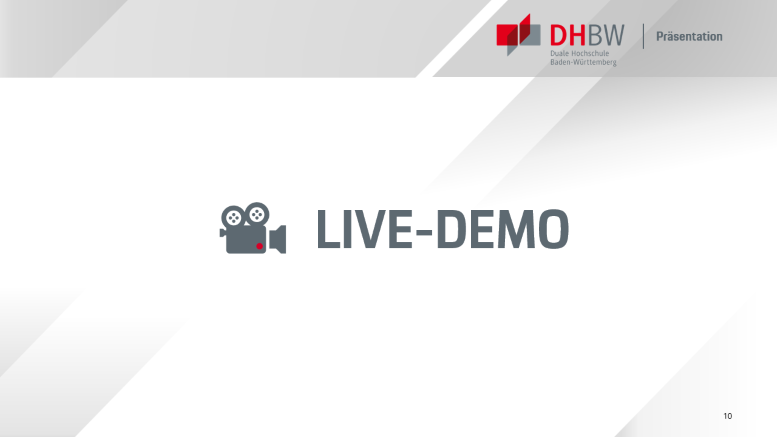 DHBW
Duale Hochschule
Baden-Württemberg
Präsentation
LIVE-DEMO
10